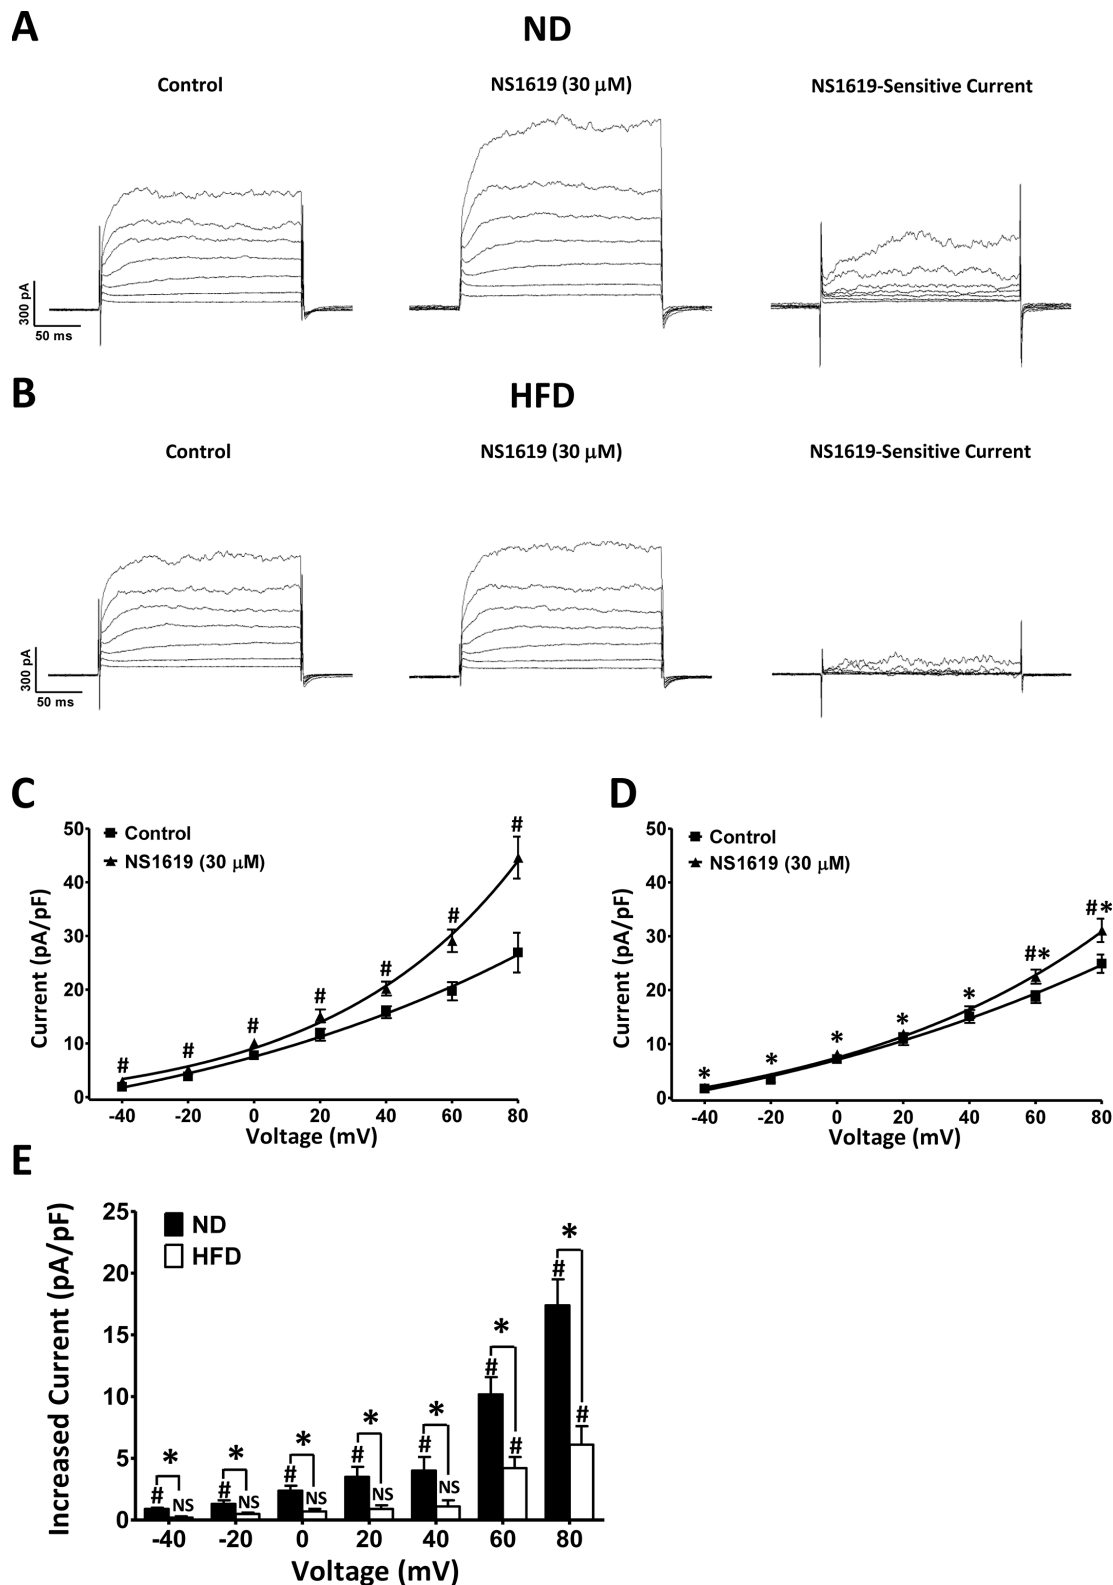 A
ND
Control
NS1619 (30 μM)
NS1619-Sensitive Current
300 pA
50 ms
B
HFD
Control
NS1619 (30 μM)
NS1619-Sensitive Current
300 pA
50 ms
C
50
40
30
20
10
0
Current (pA/pF)
Control
NS1619 (30 μM)
# # # # # # #
-40 -20 0 20 40 60 80
Voltage (mV)
D
50
40
30
20
10
0
Current (pA/pF)
Control
NS1619 (30 μM)
* * * * * #* #*
-40 -20 0 20 40 60 80
Voltage (mV)
E
25
20
15
10
5
0
Increased Current (pA/pF)
ND
HFD
* * * * * * *
# NS # NS # NS # NS # NS # # # #
-40 -20 0 20 40 60 80
Voltage (mV)